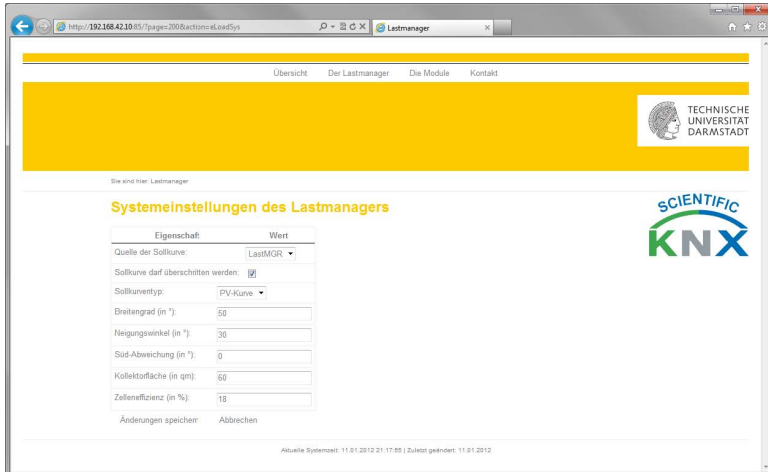 http://192.168.42.10:85/?page=200&action=eLoadSys
Lastmanager
Übersicht Der Lastmanager Die Module Kontakt
TECHNISCHE
UNIVERSITÄT
DARMSTADT
Sie sind hier: Lastmanager
Systemeinstellungen des Lastmanagers
SCIENTIFIC
KNX
Eigenschaft Wert
Quelle der Sollkurve: LastMGR
Sollkurve darf überschritten werden:
Sollkurventyp: PV-Kurve
Breitengrad (in °): 50
Neigungswinkel (in °): 30
Süd-Abweichung (in °): 0
Kollektorfläche (in qm): 60
Zelleneffizienz (in %): 18
Änderungen speichern Abbrechen
Aktuelle Systemzeit: 11.01.2012 21:17:55 | Zuletzt geändert: 11.01.2012